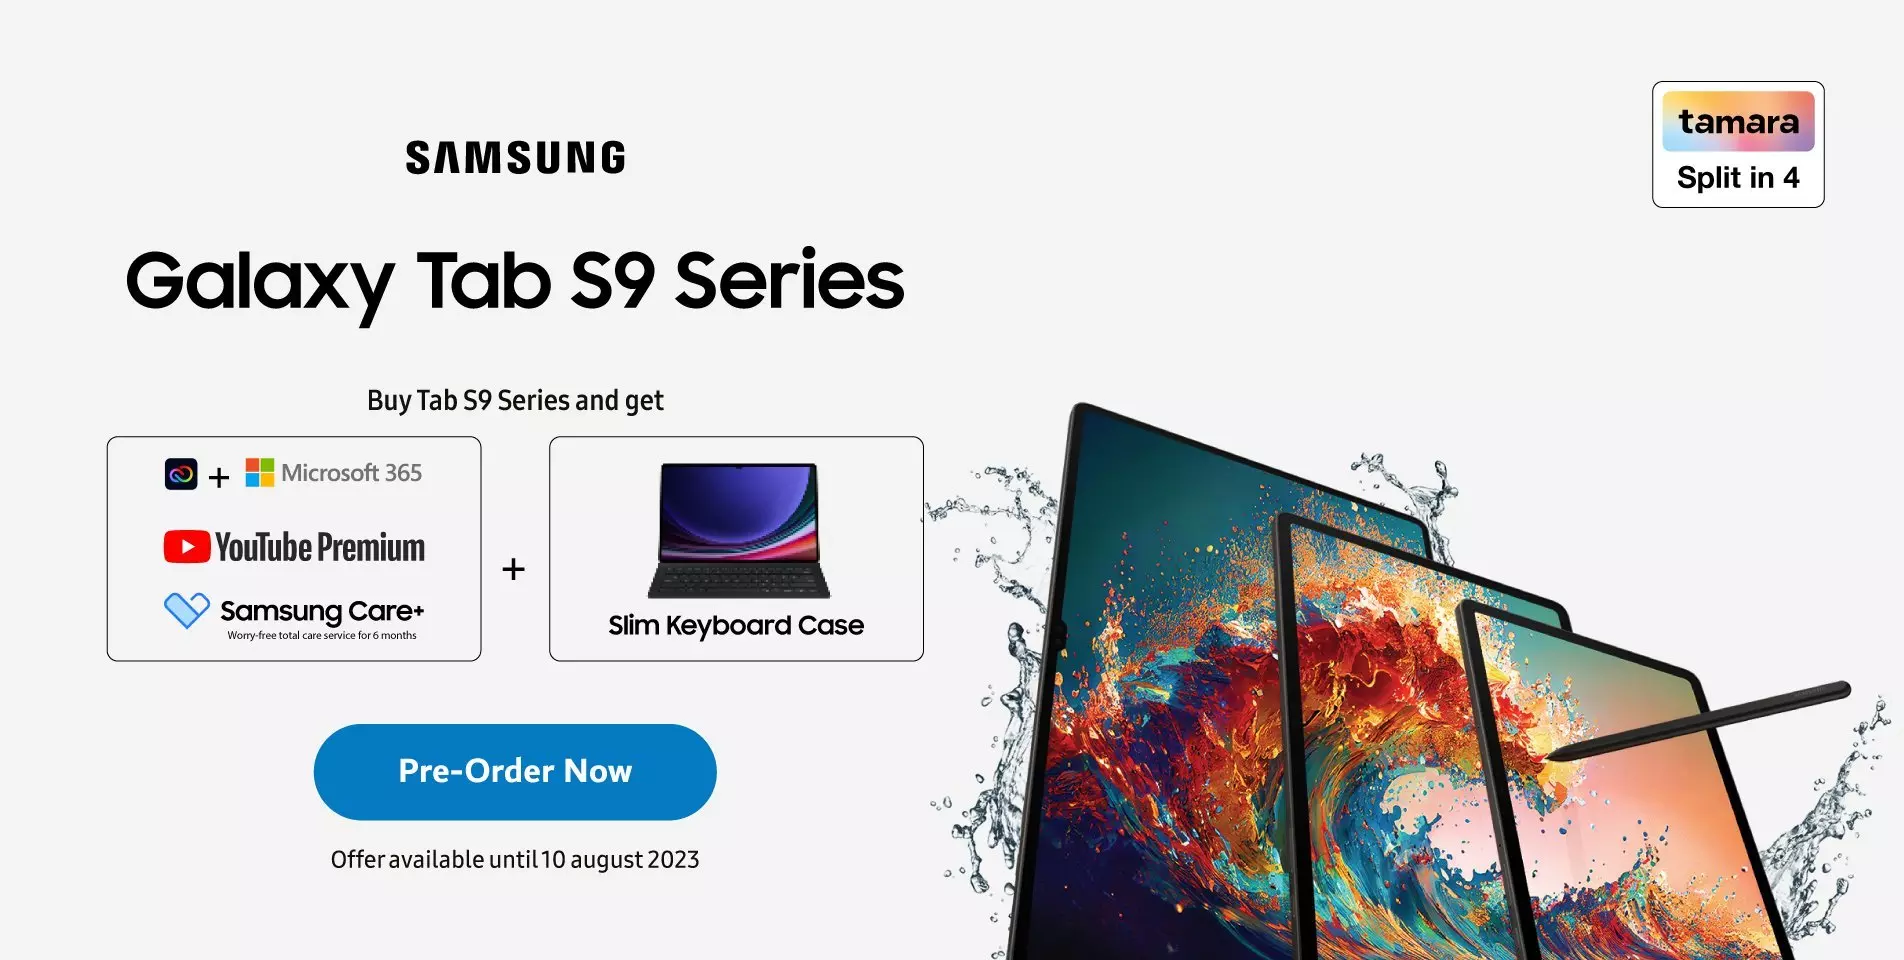 SAMSUNG
tamara
Split in 4
Galaxy Tab S9 Series
Buy Tab S9 Series and get
+ Microsoft 365
YouTube Premium
Samsung Care+
Worry-free total care service for 6 months
+
Slim Keyboard Case
Pre-Order Now
Offer available until 10 august 2023